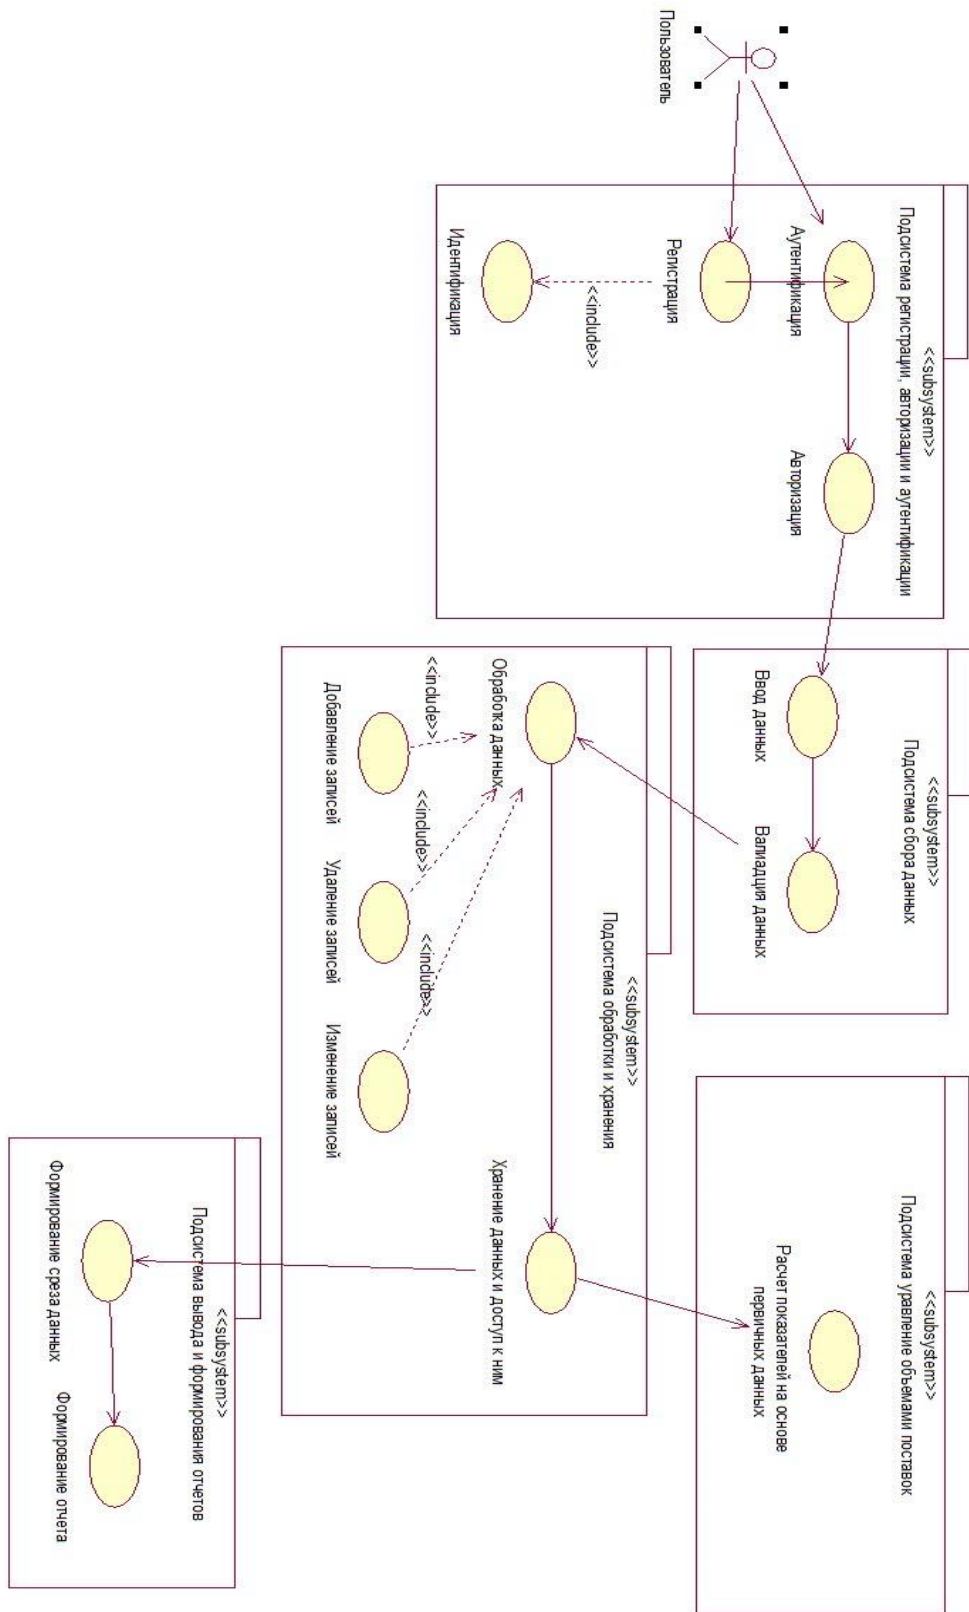 Пользователь
<<subsystem>>
Подсистема регистрации, авторизации и аутентификации
Аутентификация
Авторизация
Регистрация
<<include>>
Идентификация
<<subsystem>>
Подсистема сбора данных
Ввод данных
Валиадция данных
<<subsystem>>
Подсистема уравление объемами поставок
Расчет показателей на основе
первичных данных
<<subsystem>>
Подсистема обработки и хранения
Обработка данных
Хранение данных и доступ к ним
<<include>>
<<include>>
<<include>>
Добавление записей
Удаление записей
Изменение записей
<<subsystem>>
Подсистема вывода и формирования отчетов
Формирование среза данных
Формирование отчета